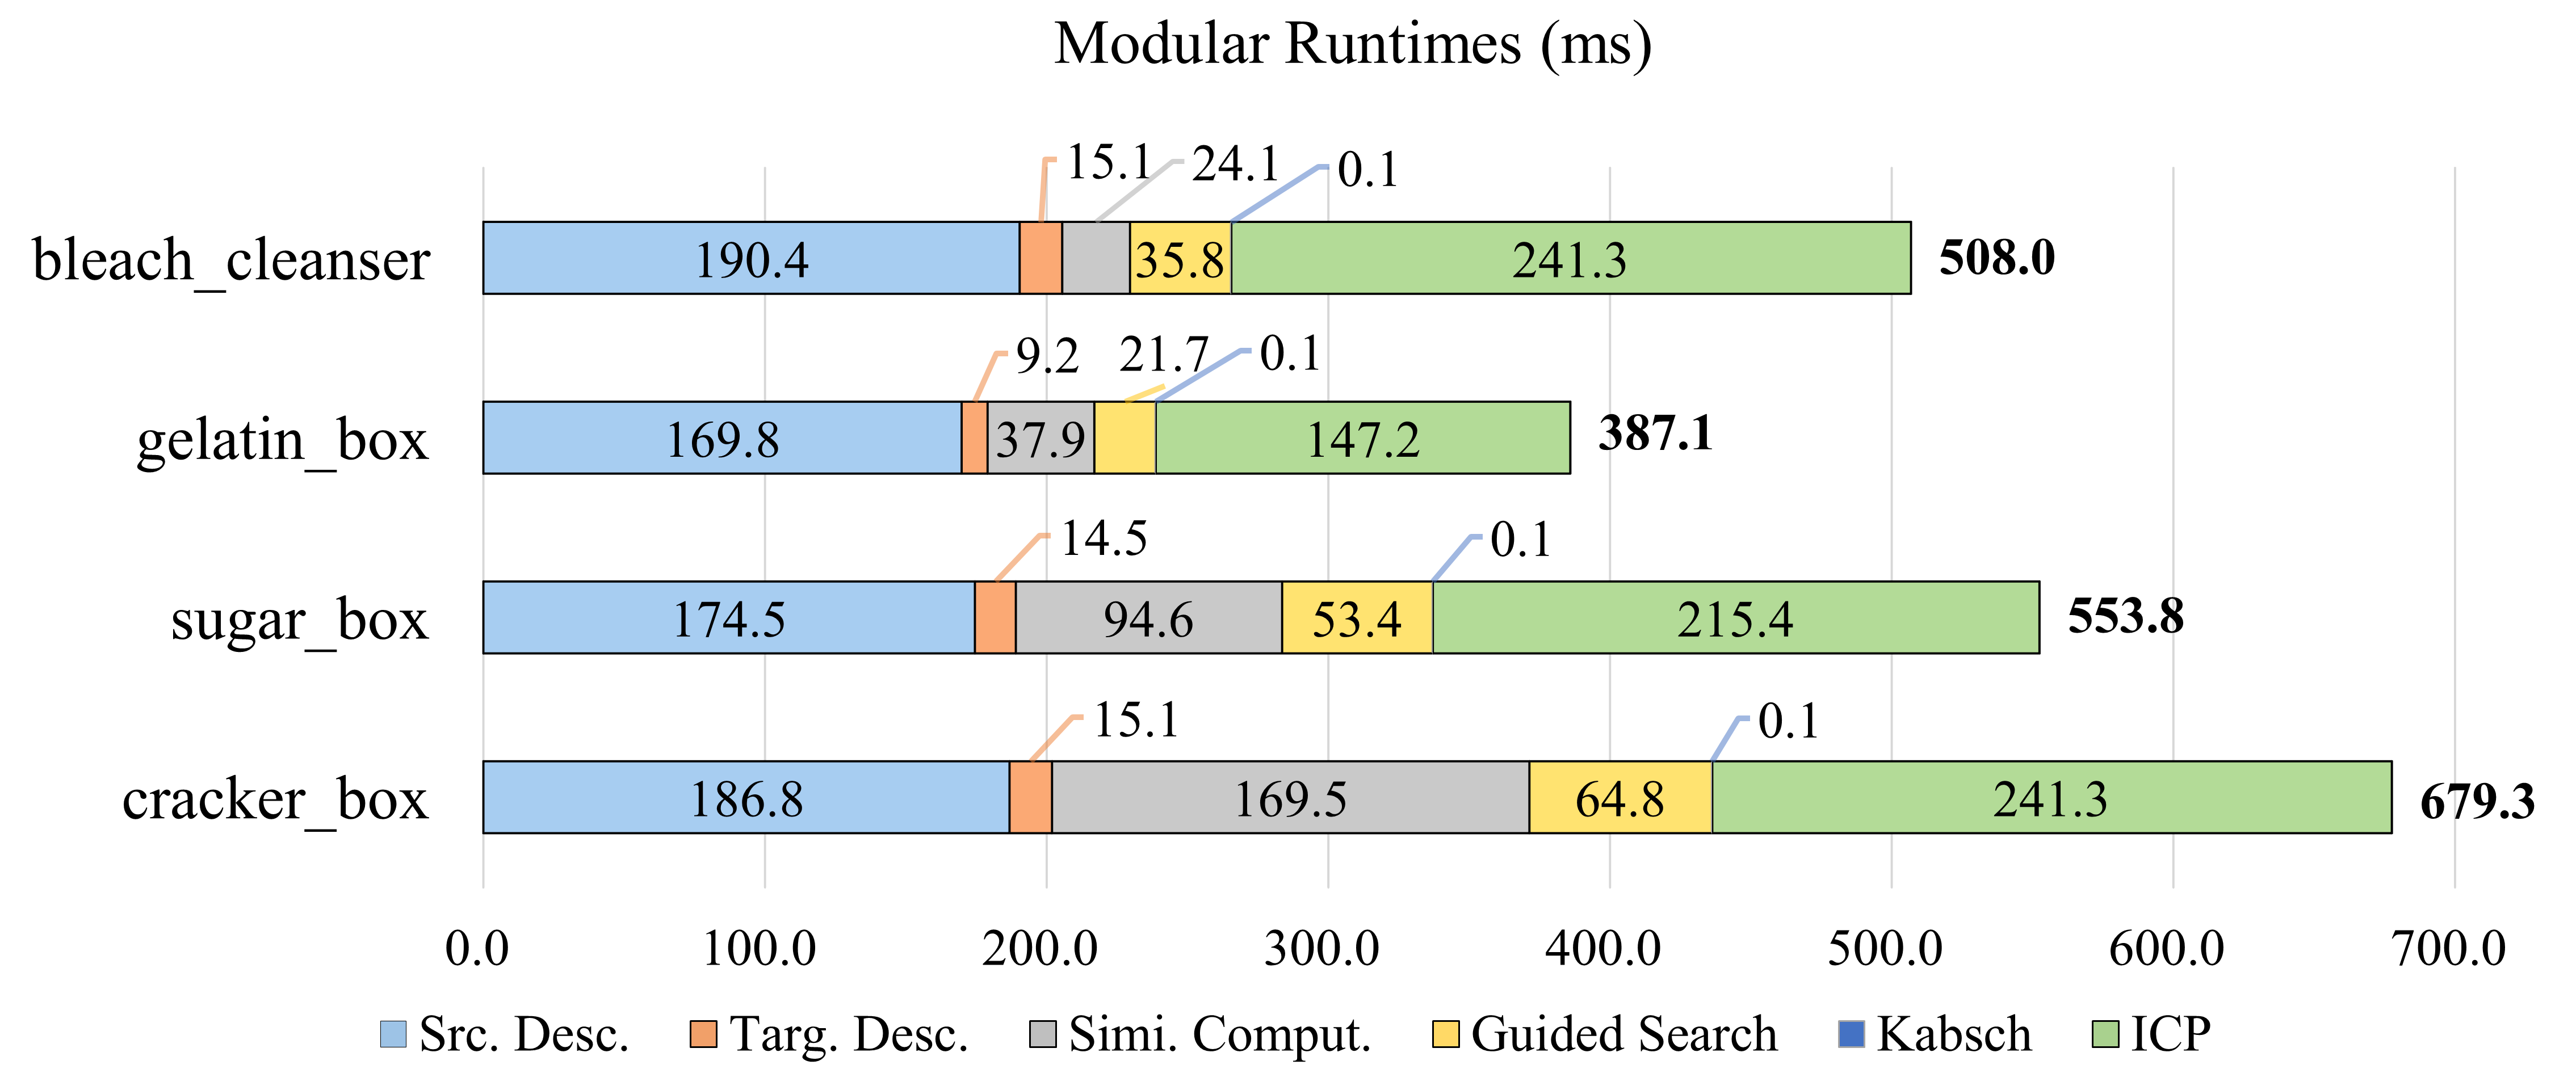 Modular Runtimes (ms)
15.1 24.1 0.1
bleach_cleanser 190.4 35.8 241.3 508.0
9.2 21.7 0.1
gelatin_box 169.8 37.9 147.2 387.1
14.5 0.1
sugar_box 174.5 94.6 53.4 215.4 553.8
15.1 0.1
cracker_box 186.8 169.5 64.8 241.3 679.3
0.0 100.0 200.0 300.0 400.0 500.0 600.0 700.0
Src. Desc. Targ. Desc. Simi. Comput. Guided Search Kabsch ICP